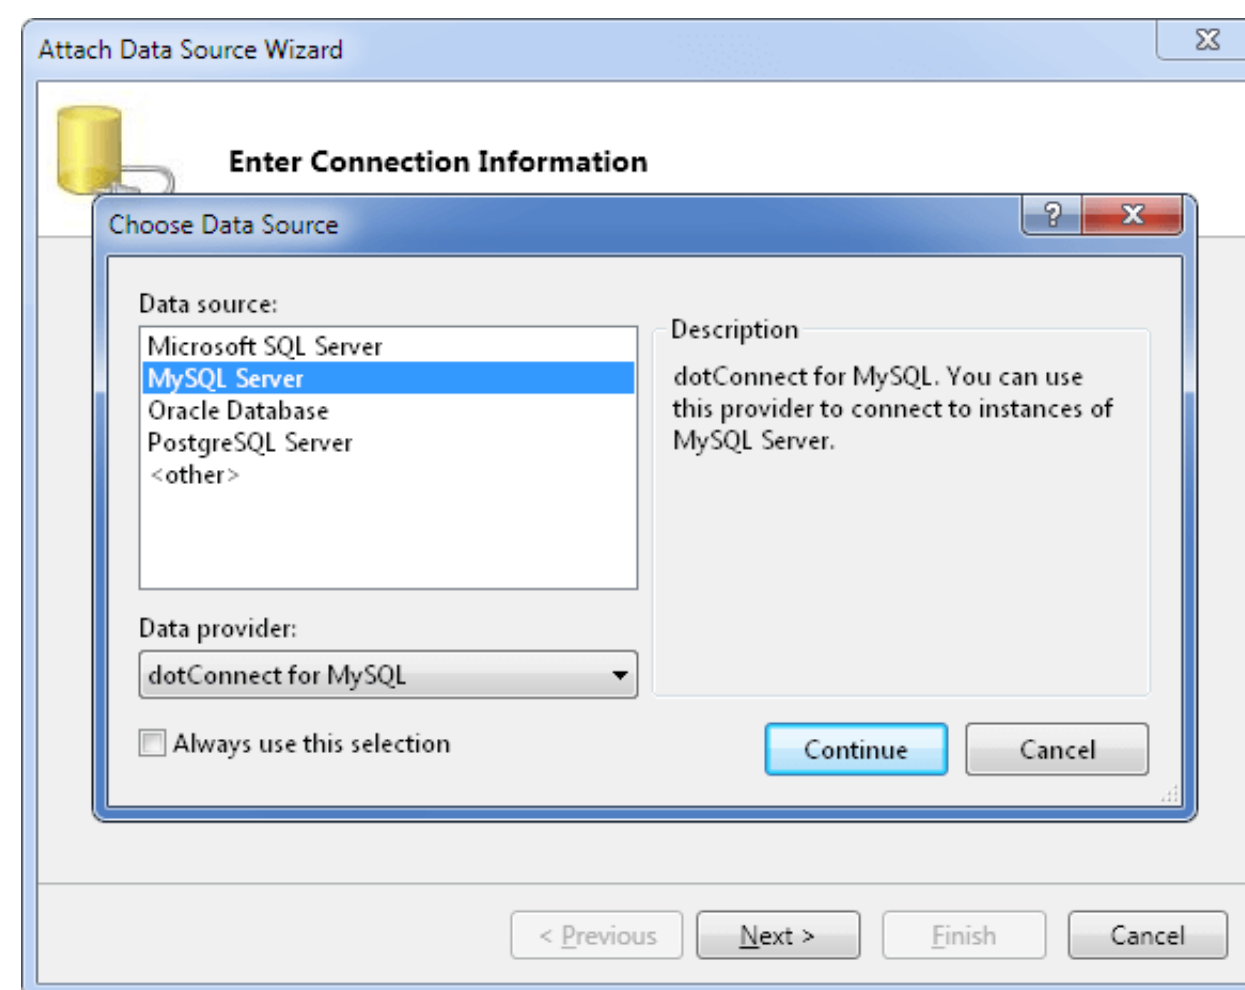 Attach Data Source Wizard
Enter Connection Information
Choose Data Source
?
Data source:
Microsoft SQL Server
MySQL Server
Oracle Database
PostgreSQL Server
<other>
Description
dotConnect for MySQL. You can use
this provider to connect to instances of
MySQL Server.
Data provider:
dotConnect for MySQL
Always use this selection
Continue
Cancel
< Previous
Next >
Finish
Cancel